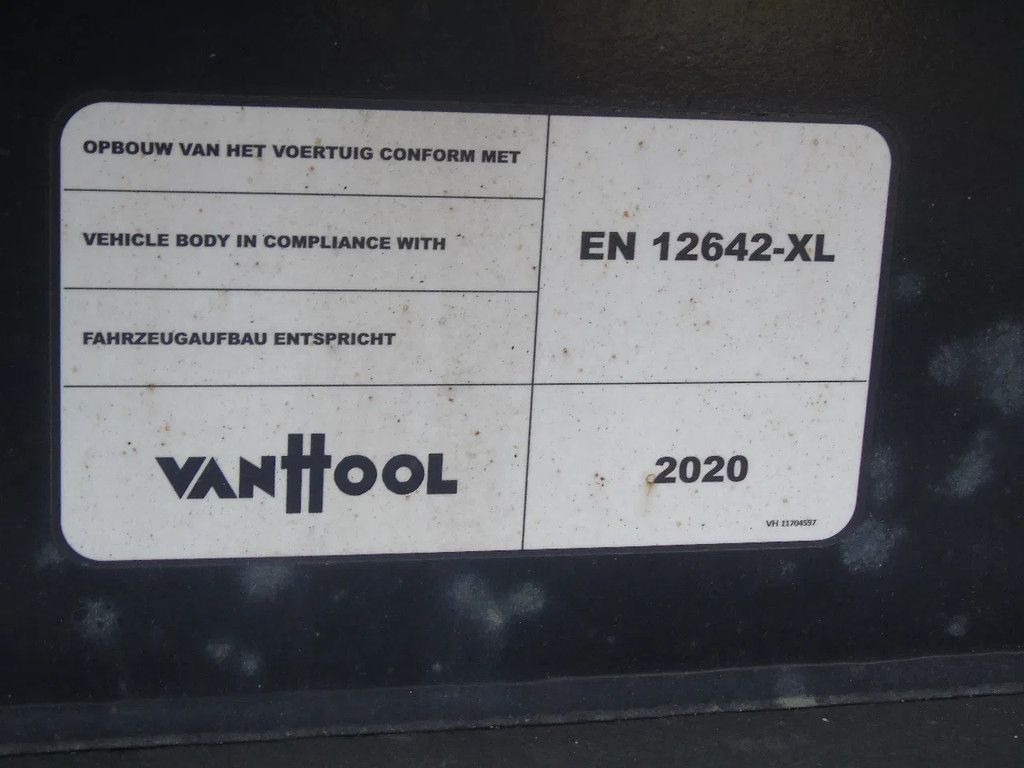 OPBOUW VAN HET VOERTUIG CONFORM MET
VEHICLE BODY IN COMPLIANCE WITH
FAHRZEUGAUFBAU ENTSPRICHT
EN 12642-XL
VANHOOL
2020
VH 11704597